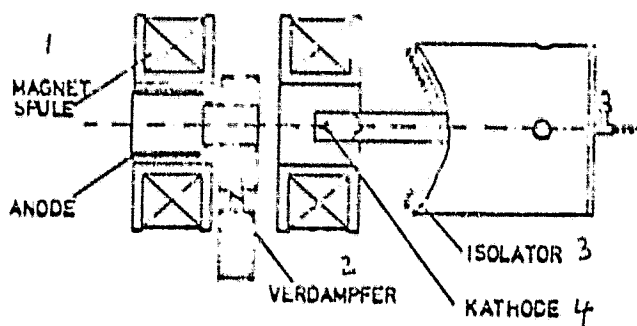 1
MAGNET-
SPULE
ANODE
2
VERDAMPFER
ISOLATOR 3
KATHODE 4